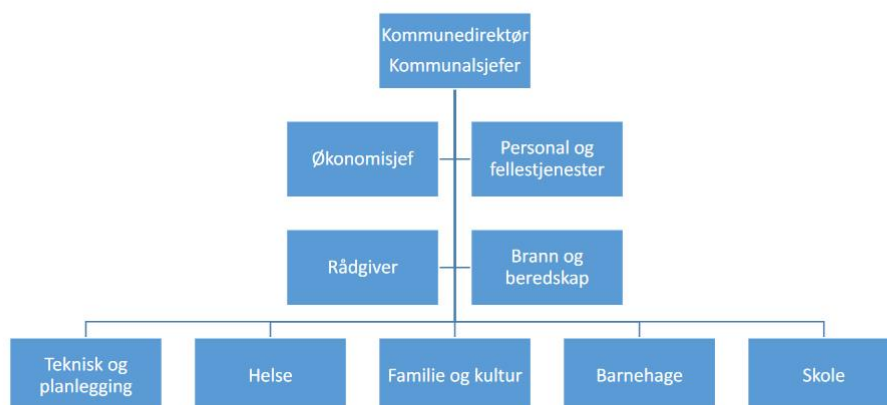 Kommunedirektør
Kommunalsjefer
Økonomisjef
Personal og
fellestjenester
Rådgiver
Brann og
beredskap
Teknisk og
planlegging
Helse
Familie og kultur
Barnehage
Skole